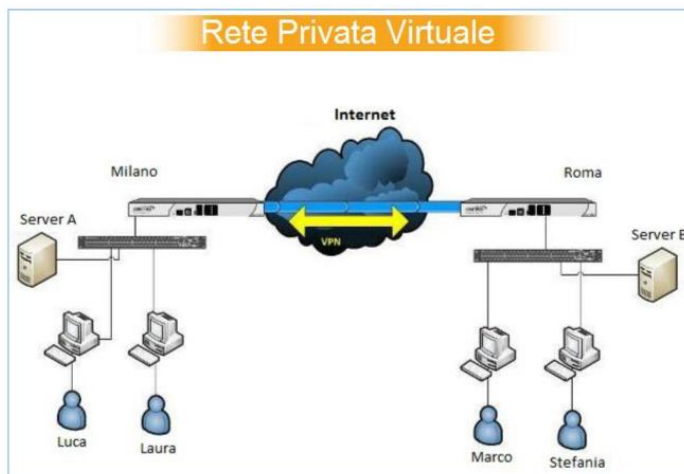 Rete Privata Virtuale
Internet
Milano
Roma
Server A
VPN
Server B
Luca
Laura
Marco
Stefania